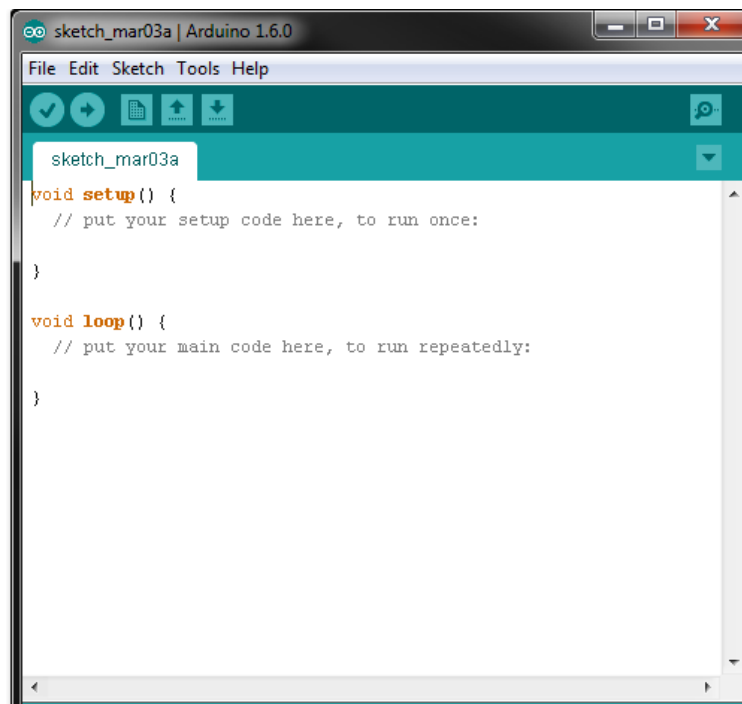 sketch_mar03a | Arduino 1.6.0
File Edit Sketch Tools Help
sketch_mar03a
void setup() {
  // put your setup code here, to run once:
}
void loop() {
  // put your main code here, to run repeatedly:
}